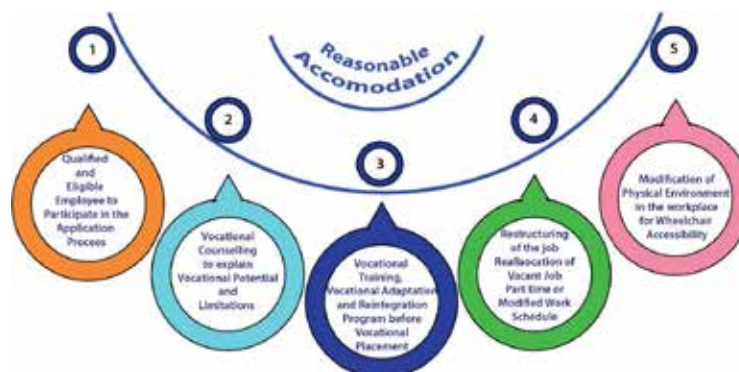 Reasonable
Accomodation
1
Qualified
and
Eligible
Employee to
Participate in the
Application
Process
2
Vocational
Counselling
to explain
Vocational Potential
and
Limitations
3
Vocational
Training,
Vocational Adaptation
and Reintegration
Program before
Vocational
Placement
4
Restructuring
of the job
Reallaocation of
Vacant Job
Part time or
Modified Work
Schedule
5
Modification of
Physical Environment
in the workplace
for Wheelchair
Accessibility